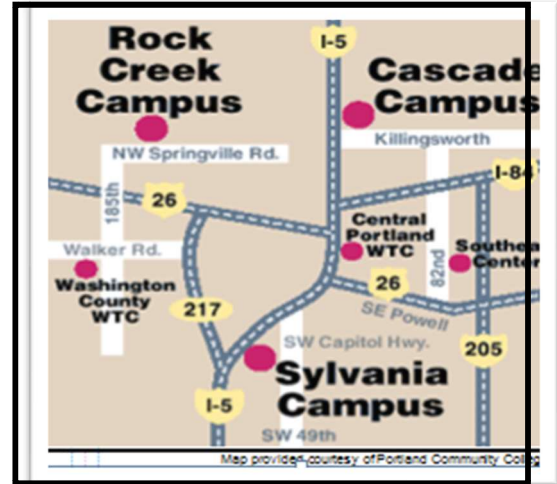 Rock
Creek
Campus
I-5
Cascade
Campus
Killingsworth
NW Springville Rd.
I-84
185th
26
Central
Portland
WTC
Walker Rd.
82nd
Southea
Center
Washington
County
WTC
26
217
SE Powell
SW Capitol Hwy.
205
Sylvania
Campus
I-5
SW 49th
Map provided courtesy of Portland Community Colleg